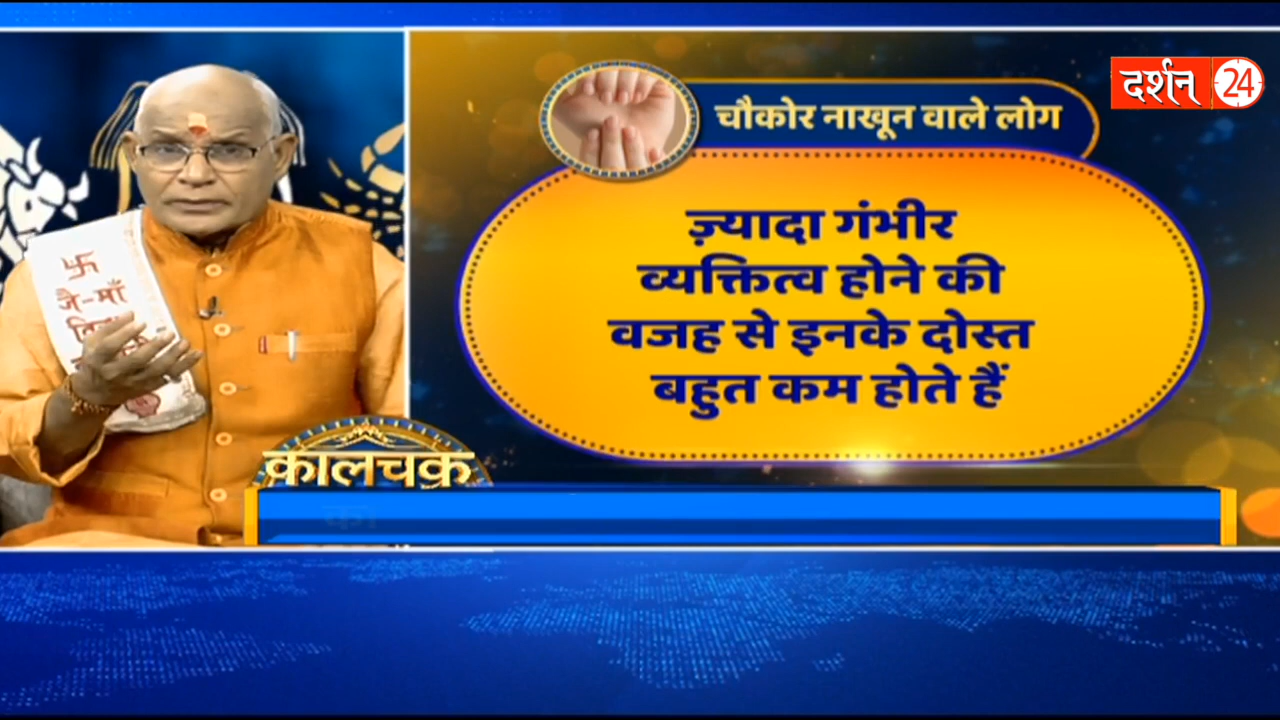 दर्शन 24
चौकोर नाखून वाले लोग
ज़्यादा गंभीर
व्यक्तित्व होने की
वजह से इनके दोस्त
बहुत कम होते हैं
जै-माँ
कालचक्र